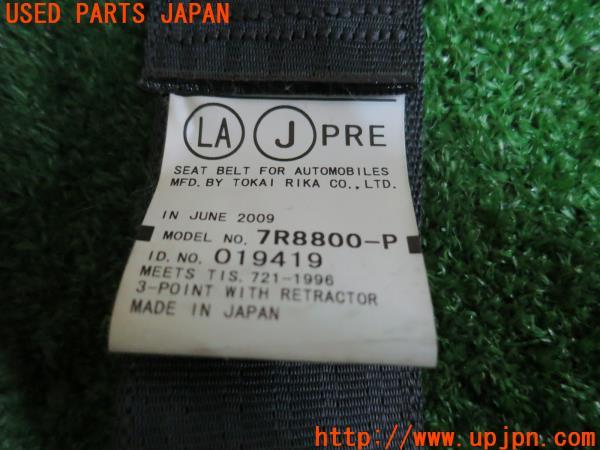 USED PARTS JAPAN
LA J PRE
SEAT BELT FOR AUTOMOBILES
MFD. BY TOKAI RIKA CO., LTD.
IN JUNE 2009
MODEL NO. 7R8800-P
ID. NO. 019419
MEETS TIS. 721-1996
3-POINT WITH RETRACTOR
MADE IN JAPAN
UPJ
http://www.upjpn.com